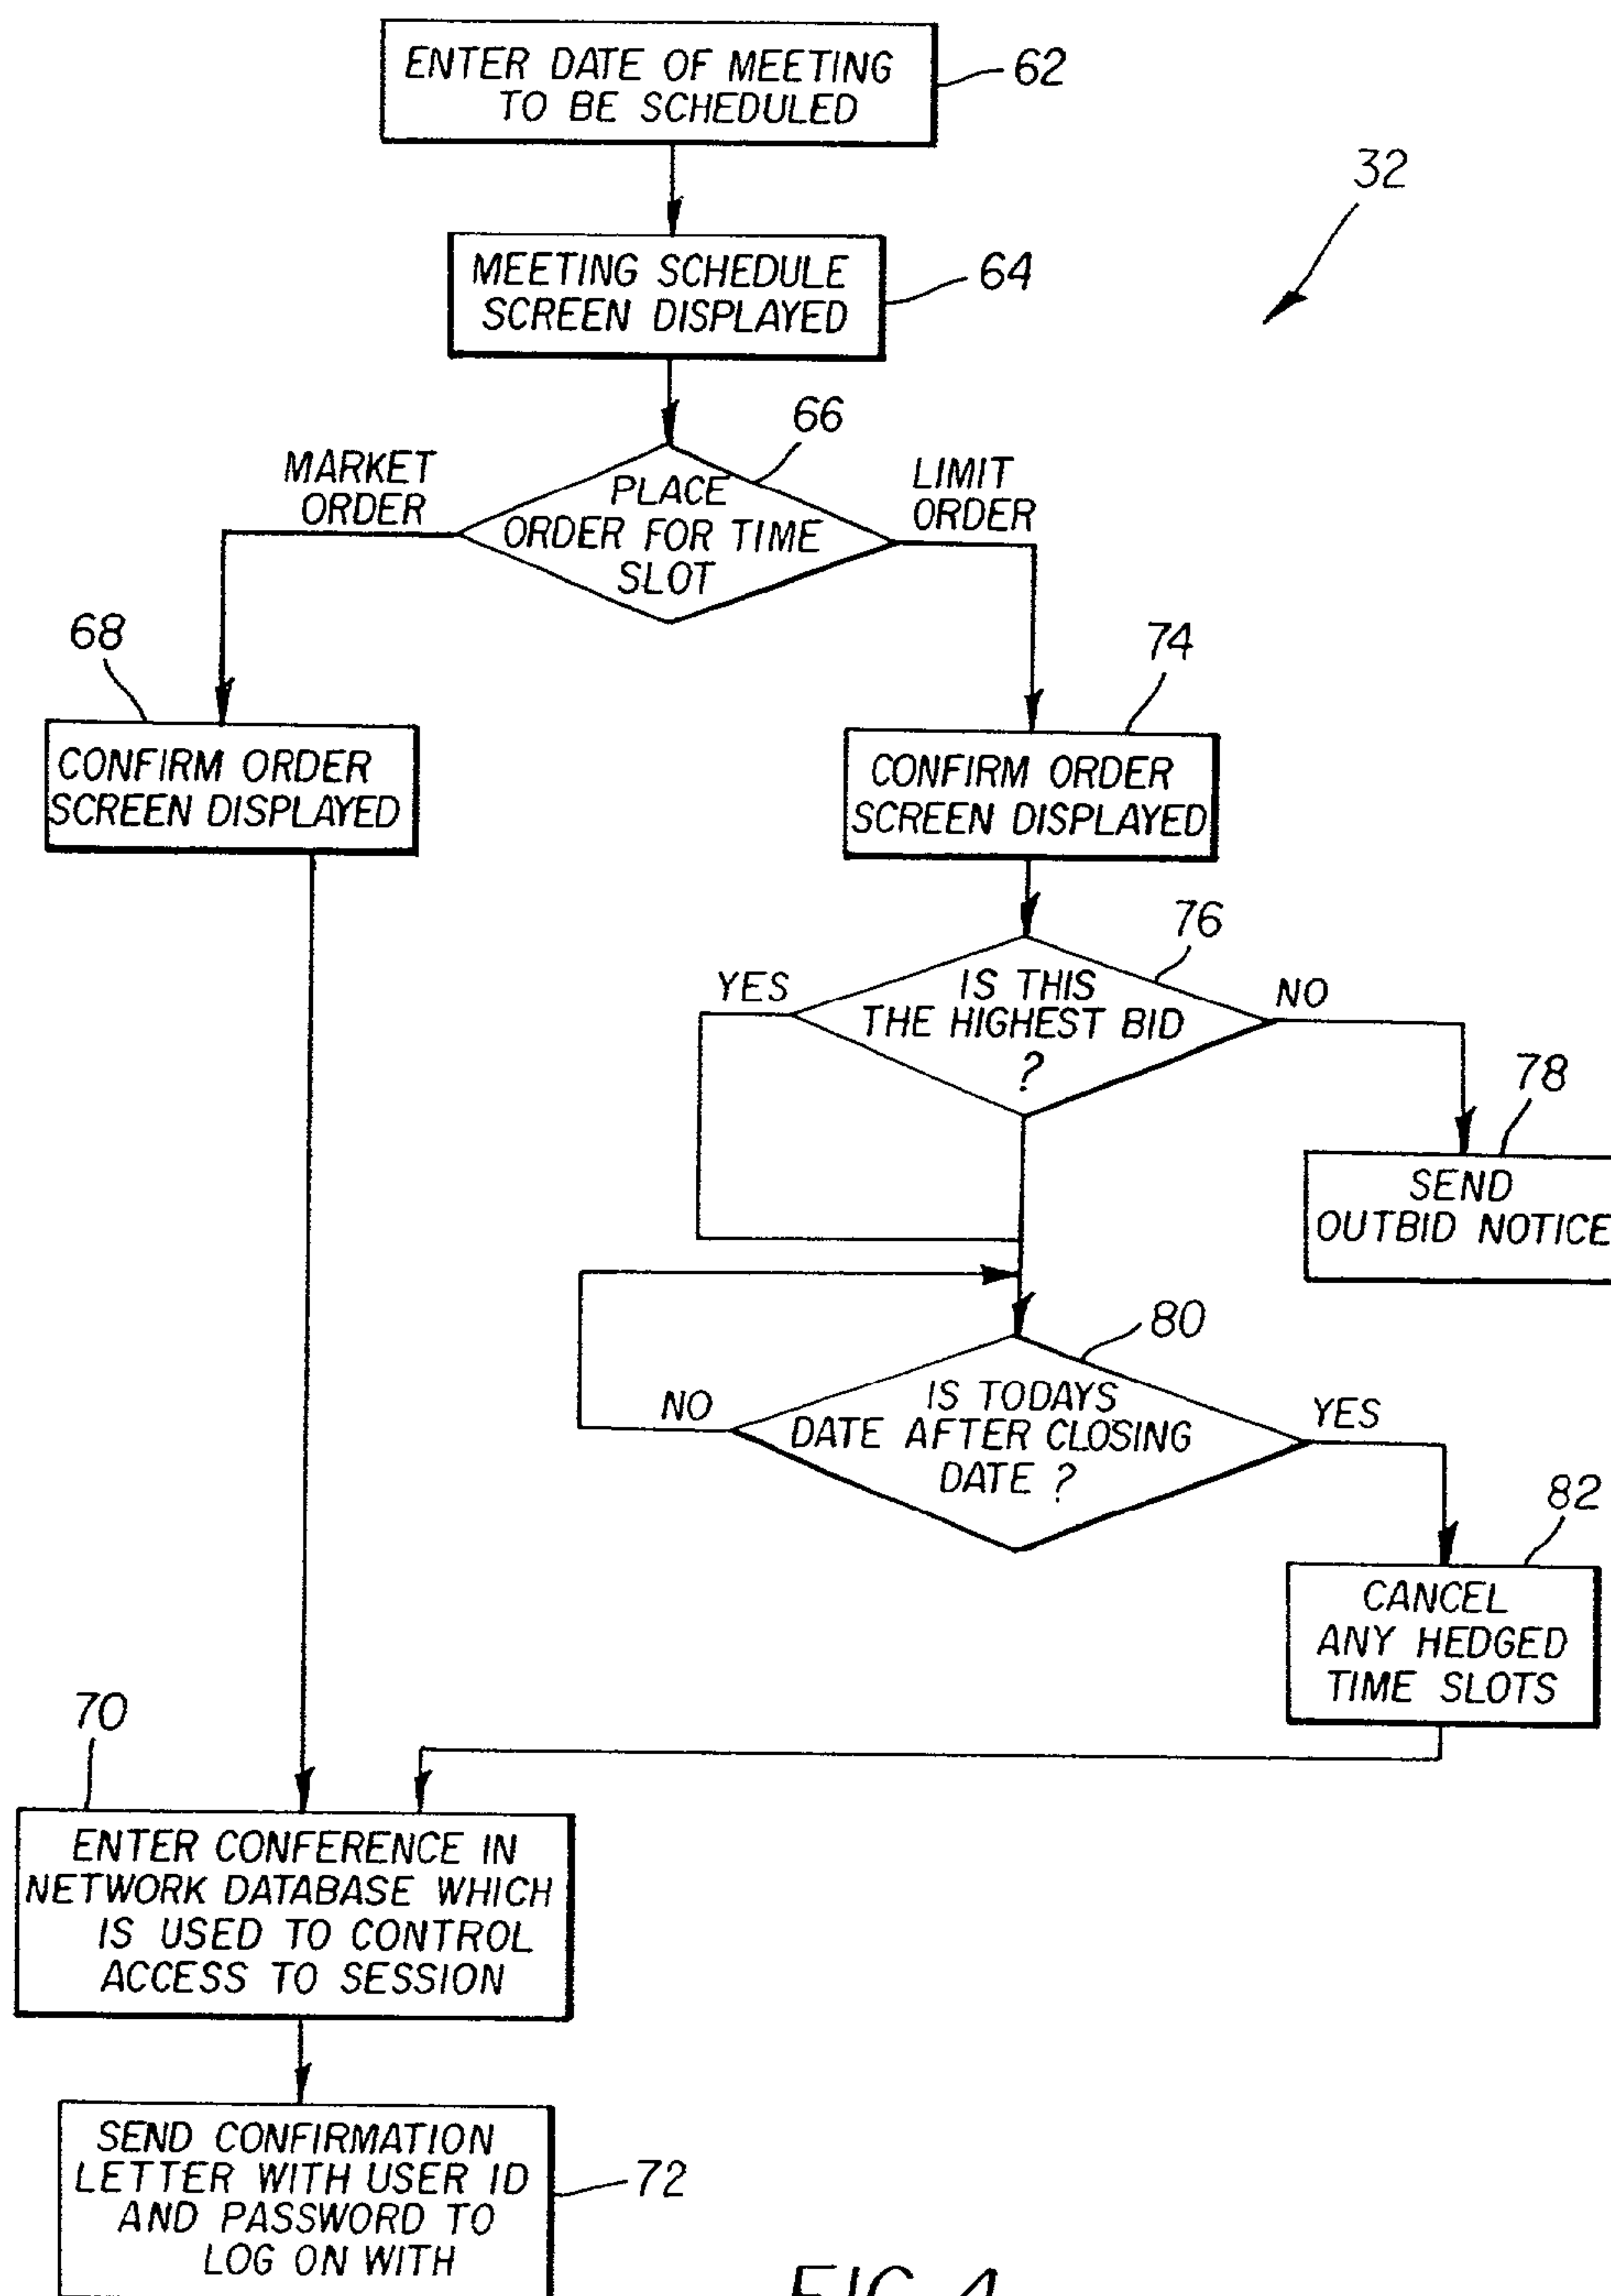 ENTER DATE OF MEETING
TO BE SCHEDULED
62
32
MEETING SCHEDULE
SCREEN DISPLAYED
64
66
MARKET
ORDER
PLACE
ORDER FOR TIME
SLOT
LIMIT
ORDER
68
CONFIRM ORDER
SCREEN DISPLAYED
74
CONFIRM ORDER
SCREEN DISPLAYED
76
YES
IS THIS
THE HIGHEST BID
?
NO
78
SEND
OUTBID NOTICE
80
NO
IS TODAYS
DATE AFTER CLOSING
DATE ?
YES
82
CANCEL
ANY HEDGED
TIME SLOTS
70
ENTER CONFERENCE IN
NETWORK DATABASE WHICH
IS USED TO CONTROL
ACCESS TO SESSION
SEND CONFIRMATION
LETTER WITH USER ID
AND PASSWORD TO
LOG ON WITH
72
FIG. 4